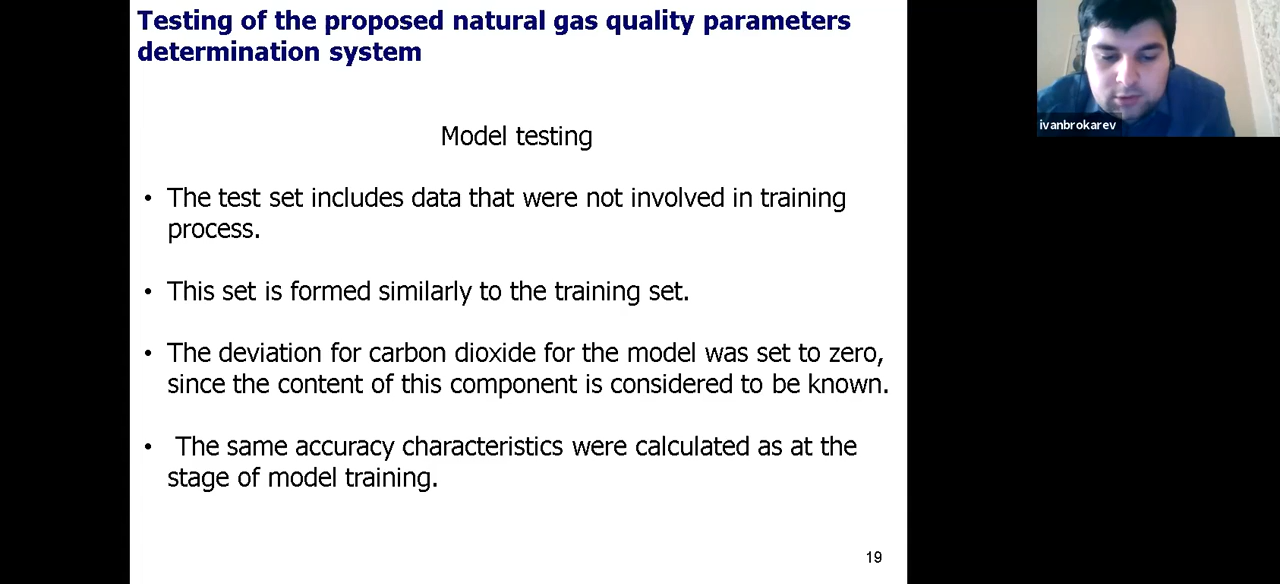 Testing of the proposed natural gas quality parameters
determination system
ivanbrokarev
Model testing
• The test set includes data that were not involved in training
process.
• This set is formed similarly to the training set.
• The deviation for carbon dioxide for the model was set to zero,
since the content of this component is considered to be known.
• The same accuracy characteristics were calculated as at the
stage of model training.
19